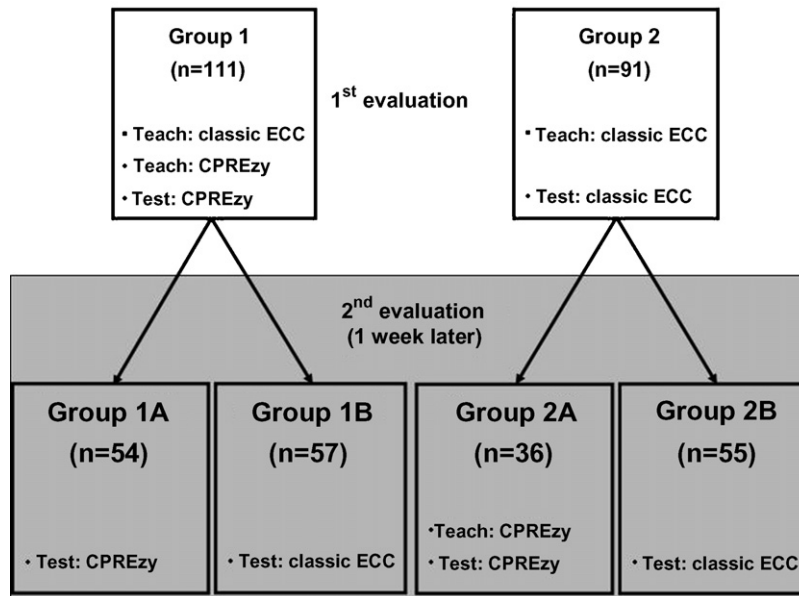 Group 1
(n=111)
▪ Teach: classic ECC
⬩ Teach: CPREzy
⬩ Test: CPREzy
1st evaluation
Group 2
(n=91)
▪ Teach: classic ECC
⬩ Test: classic ECC
2nd evaluation
(1 week later)
Group 1A
(n=54)
⬩ Test: CPREzy
Group 1B
(n=57)
⬩ Test: classic ECC
Group 2A
(n=36)
⬩Teach: CPREzy
⬩ Test: CPREzy
Group 2B
(n=55)
⬩ Test: classic ECC